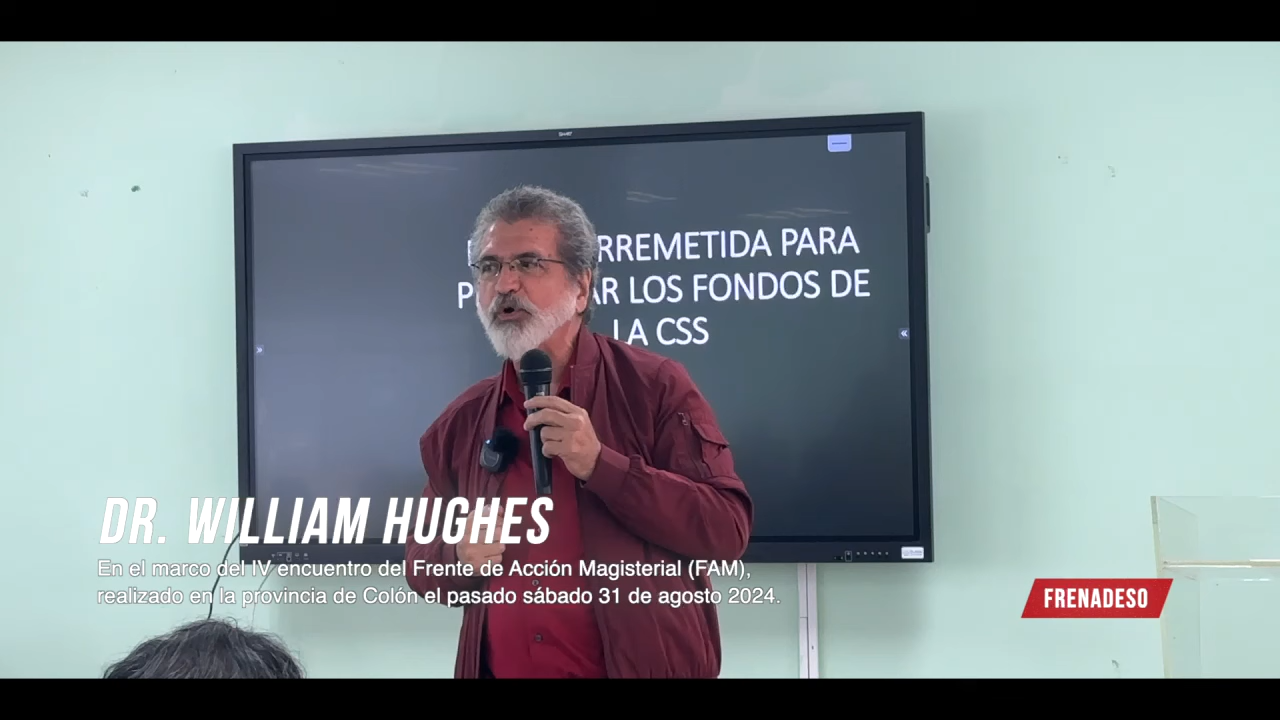 RREMETIDA PARA
AR LOS FONDOS DE
LA CSS
DR. WILLIAM HUGHES
En el marco del IV encuentro del Frente de Acción Magisterial (FAM),
realizado en la provincia de Colón el pasado sábado 31 de agosto 2024.
FRENADESO